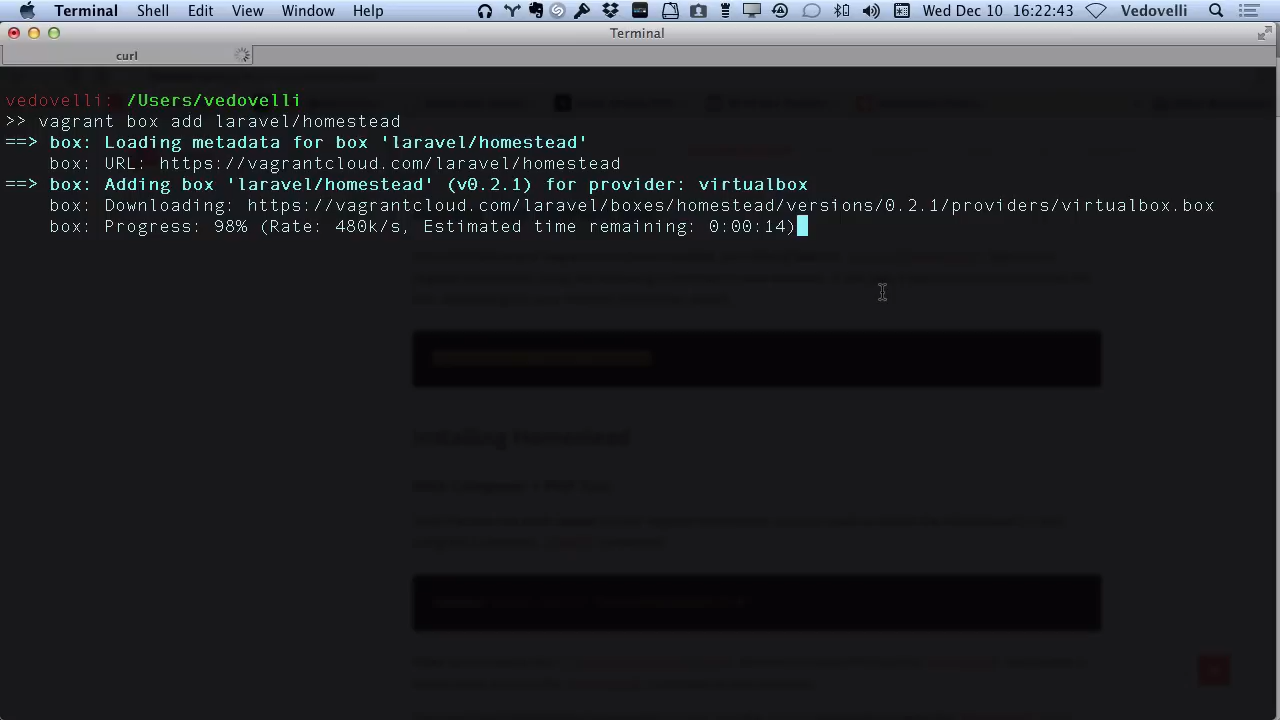 Terminal Shell Edit View Window Help Wed Dec 10 16:22:43 Vedovelli
Terminal
curl
vedovelli: /Users/vedovelli
>> vagrant box add laravel/homestead
==> box: Loading metadata for box 'laravel/homestead'
box: URL: https://vagrantcloud.com/laravel/homestead
==> box: Adding box 'laravel/homestead' (v0.2.1) for provider: virtualbox
box: Downloading: https://vagrantcloud.com/laravel/boxes/homestead/versions/0.2.1/providers/virtualbox.box
box: Progress: 98% (Rate: 480k/s, Estimated time remaining: 0:00:14)
Installing Homestead